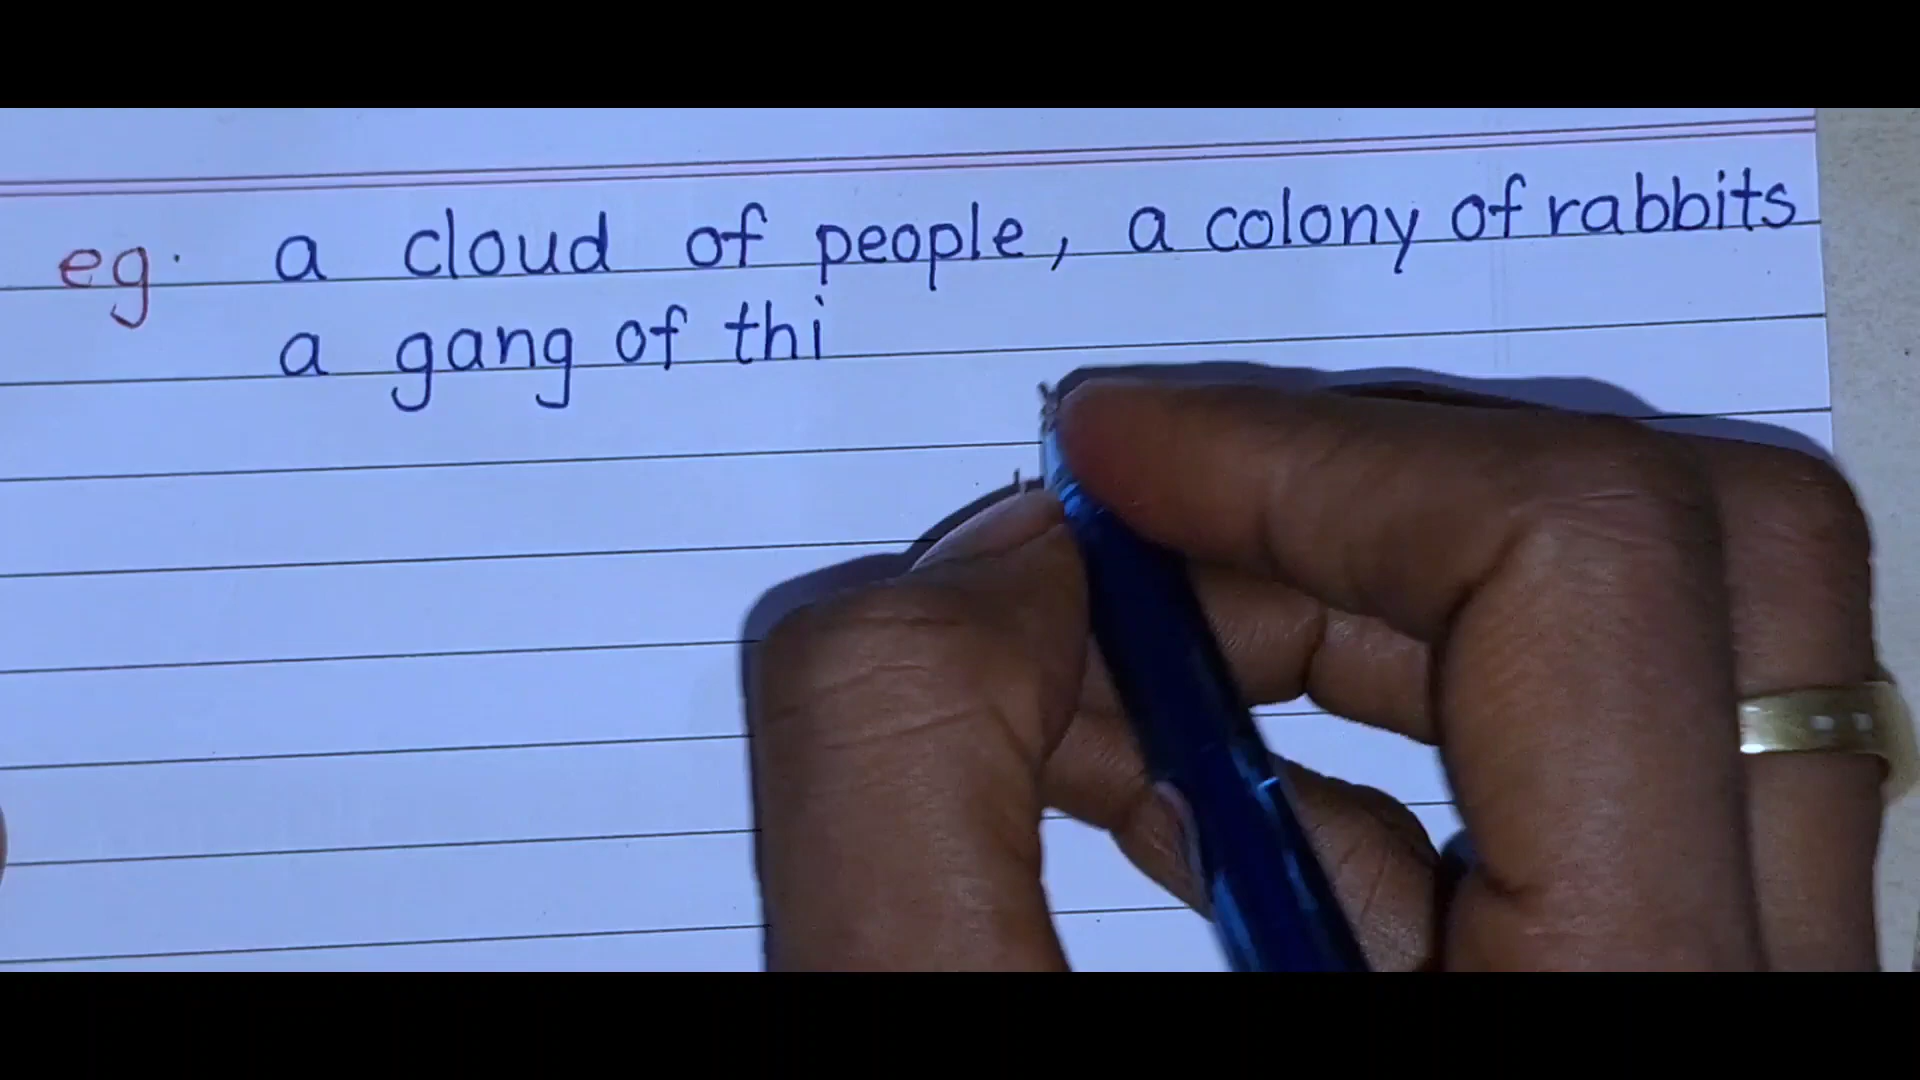 eg. a cloud of people, a colony of rabbits
a gang of thi